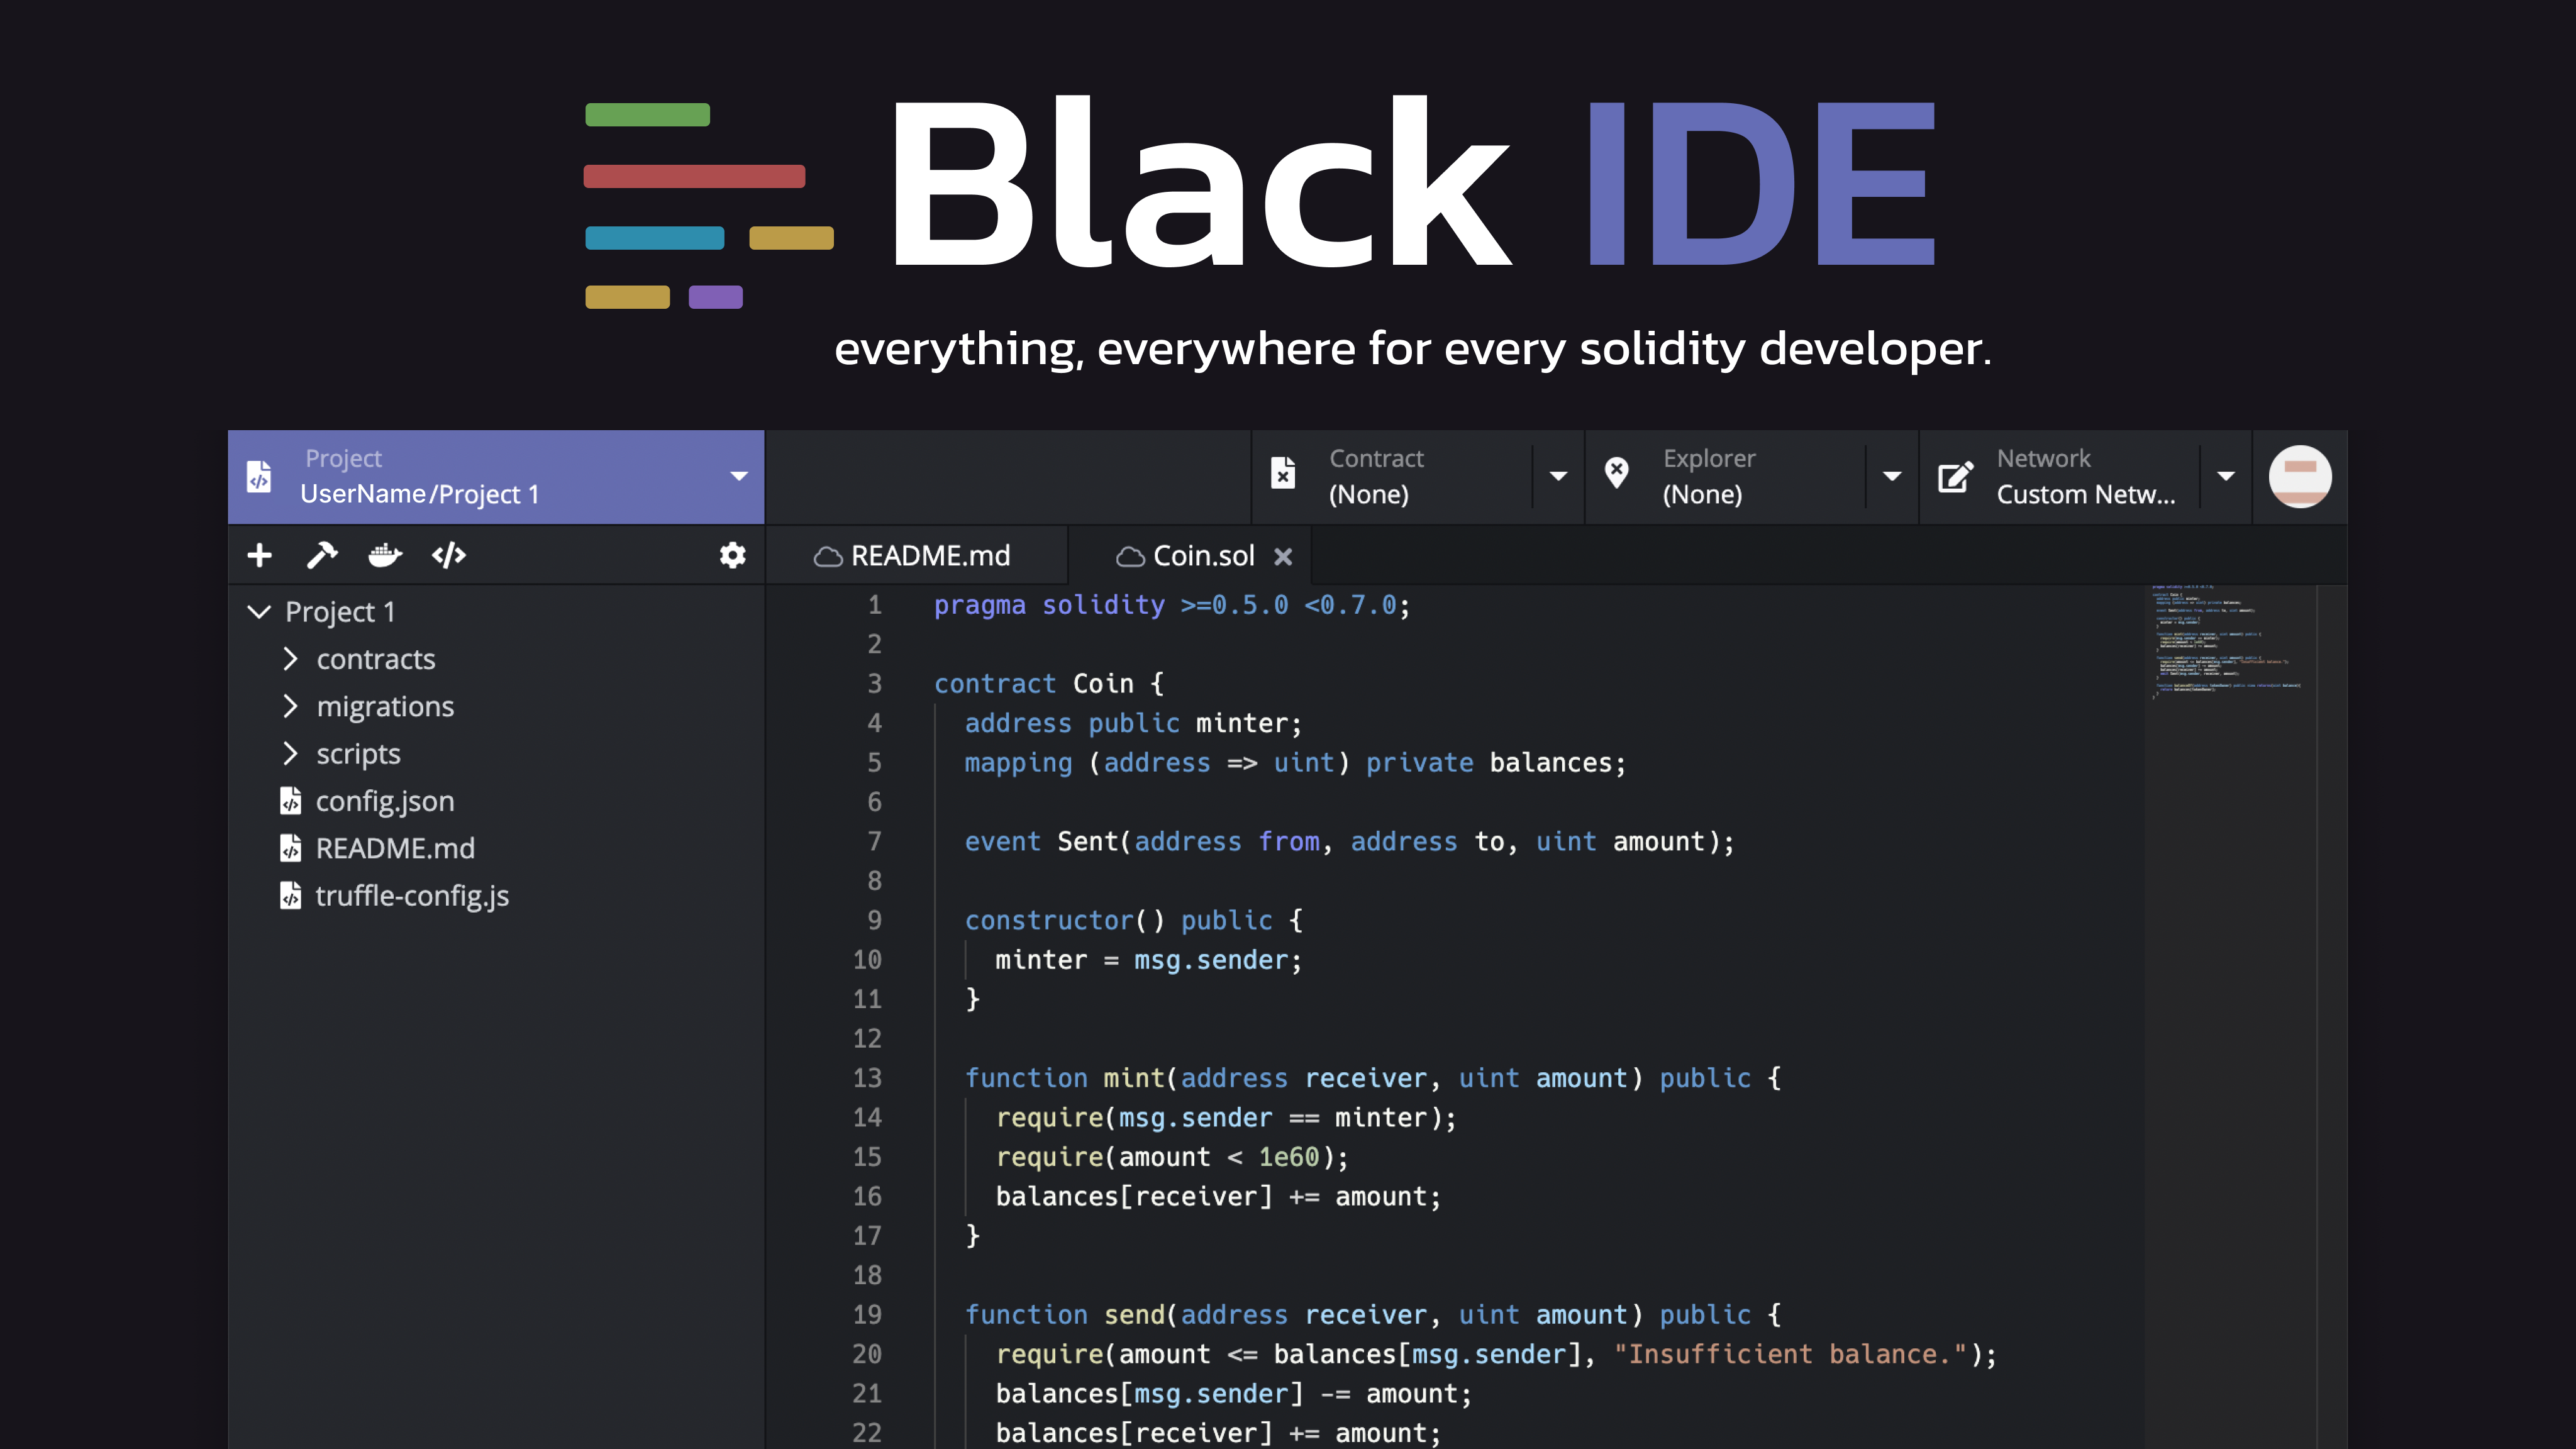 Black IDE
everything, everywhere for every solidity developer.
Project
UserName/Project 1
Contract
(None)
Explorer
(None)
Network
Custom Netw...
README.md
Coin.sol
Project 1
contracts
migrations
scripts
config.json
README.md
truffle-config.js
1 pragma solidity >=0.5.0 <0.7.0;
2
3 contract Coin {
4 address public minter;
5 mapping (address => uint) private balances;
6
7 event Sent(address from, address to, uint amount);
8
9 constructor() public {
10 minter = msg.sender;
11 }
12
13 function mint(address receiver, uint amount) public {
14 require(msg.sender == minter);
15 require(amount < 1e60);
16 balances[receiver] += amount;
17 }
18
19 function send(address receiver, uint amount) public {
20 require(amount <= balances[msg.sender], "Insufficient balance.");
21 balances[msg.sender] -= amount;
22 balances[receiver] += amount;